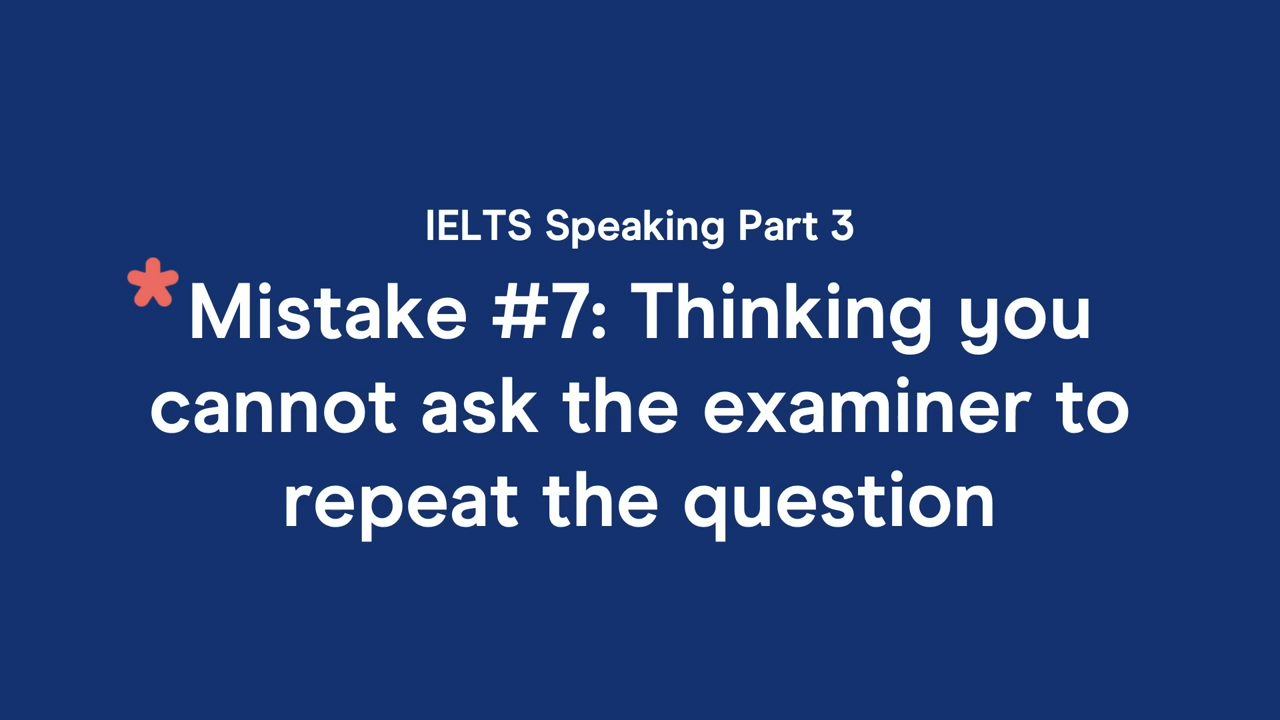 IELTS Speaking Part 3
Mistake #7: Thinking you
cannot ask the examiner to
repeat the question